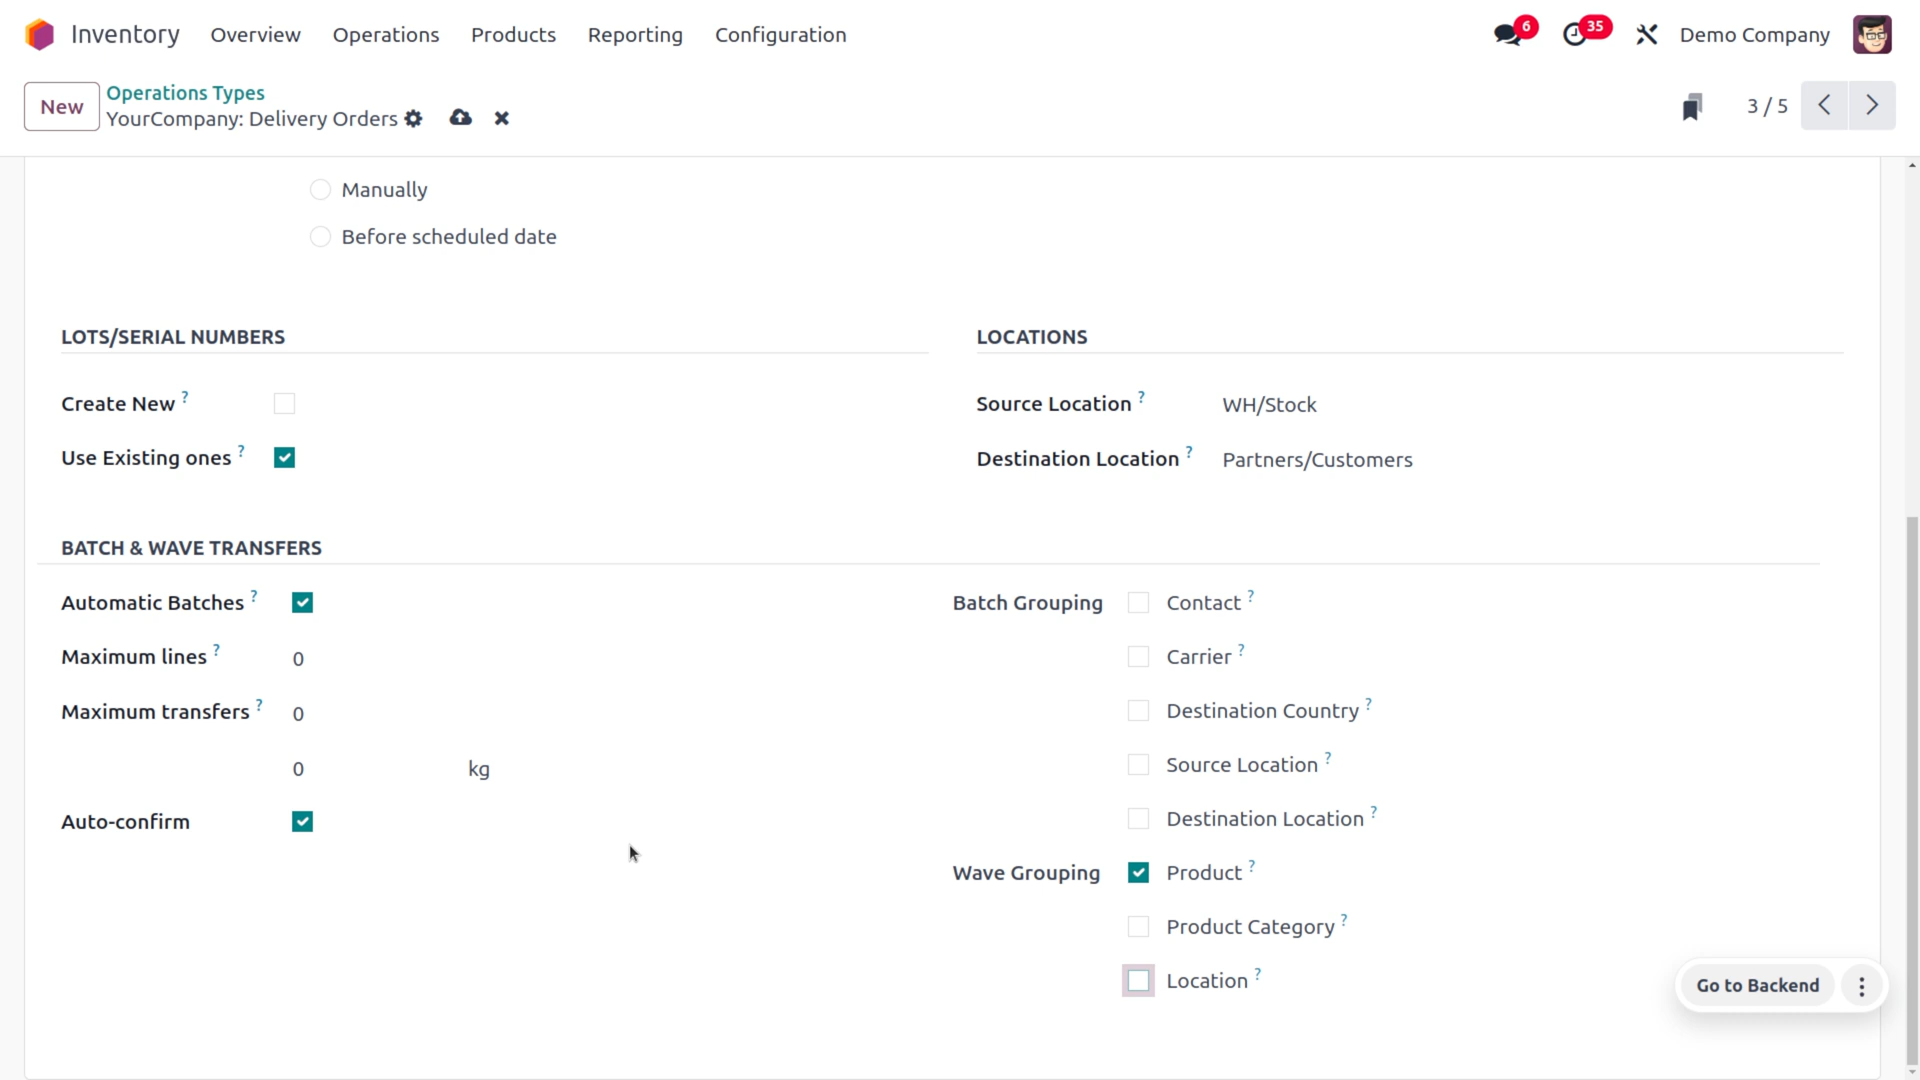 Inventory Overview Operations Products Reporting Configuration 6 35 Demo Company
New Operations Types
YourCompany: Delivery Orders 3 / 5
Manually
Before scheduled date
LOTS/SERIAL NUMBERS LOCATIONS
Create New ? Source Location ? WH/Stock
Use Existing ones ? Destination Location ? Partners/Customers
BATCH & WAVE TRANSFERS
Automatic Batches ? Batch Grouping Contact ?
Maximum lines ? 0 Carrier ?
Maximum transfers ? 0 Destination Country ?
0 kg Source Location ?
Auto-confirm Destination Location ?
Wave Grouping Product ?
Product Category ?
Location ?
Go to Backend